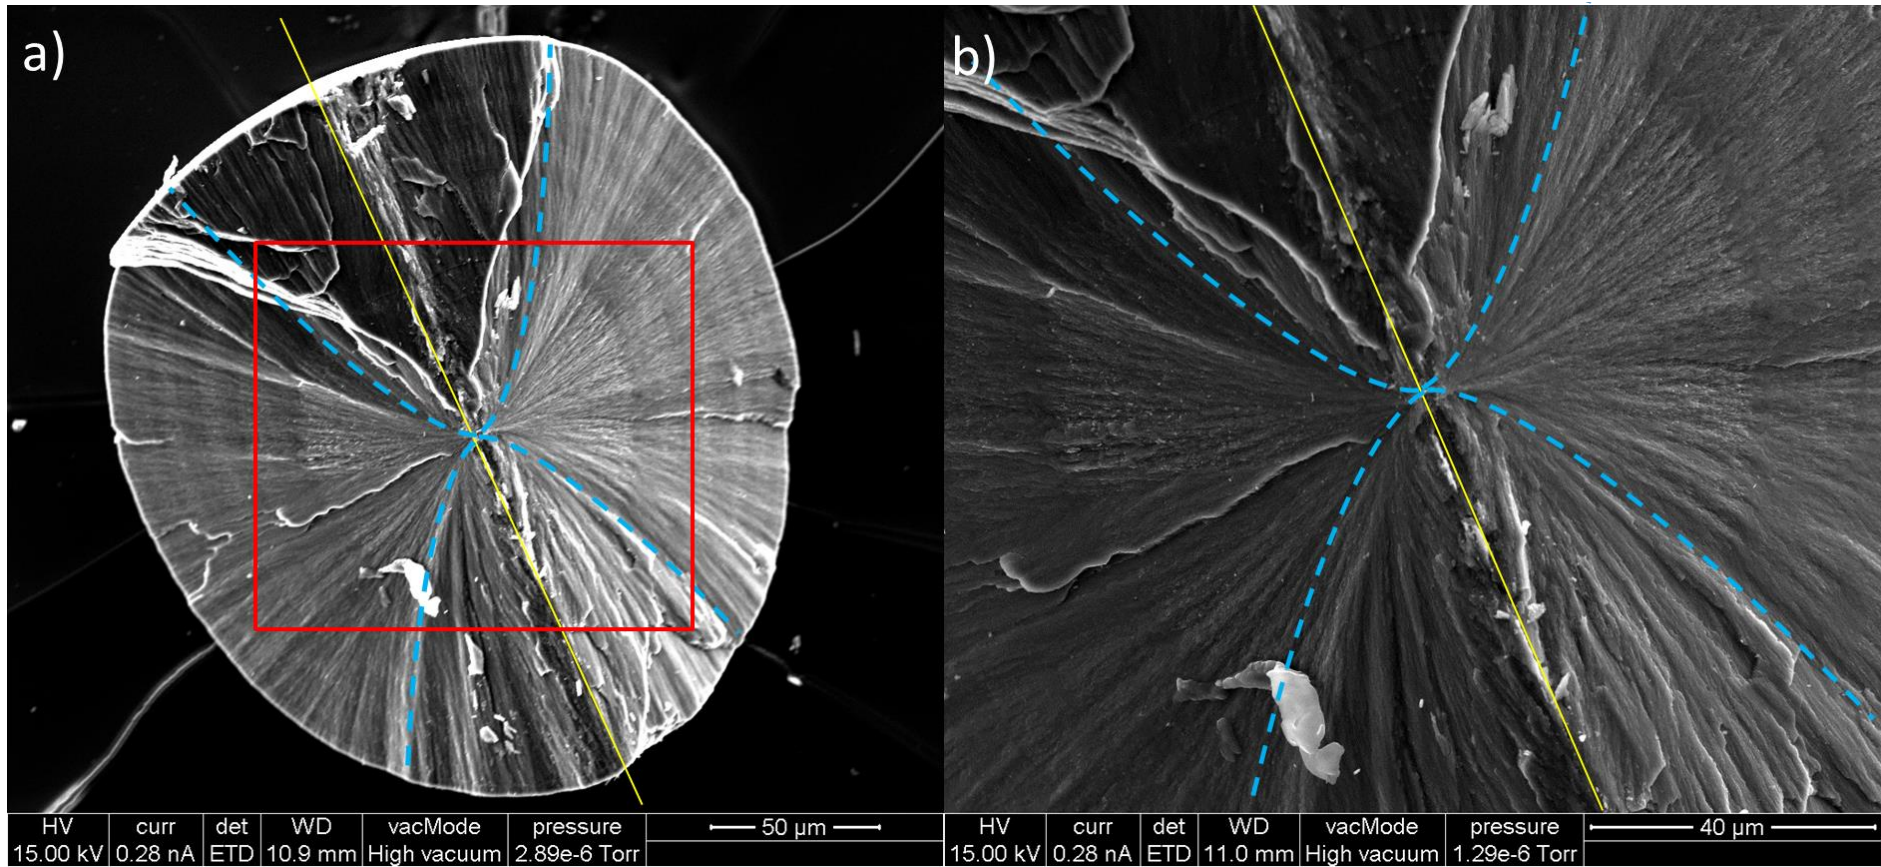 a)
b)
HV curr det WD vacMode pressure
15.00 kV 0.28 nA ETD 10.9 mm High vacuum 2.89e-6 Torr
50 µm
HV curr det WD vacMode pressure
15.00 kV 0.28 nA ETD 11.0 mm High vacuum 1.29e-6 Torr
40 µm